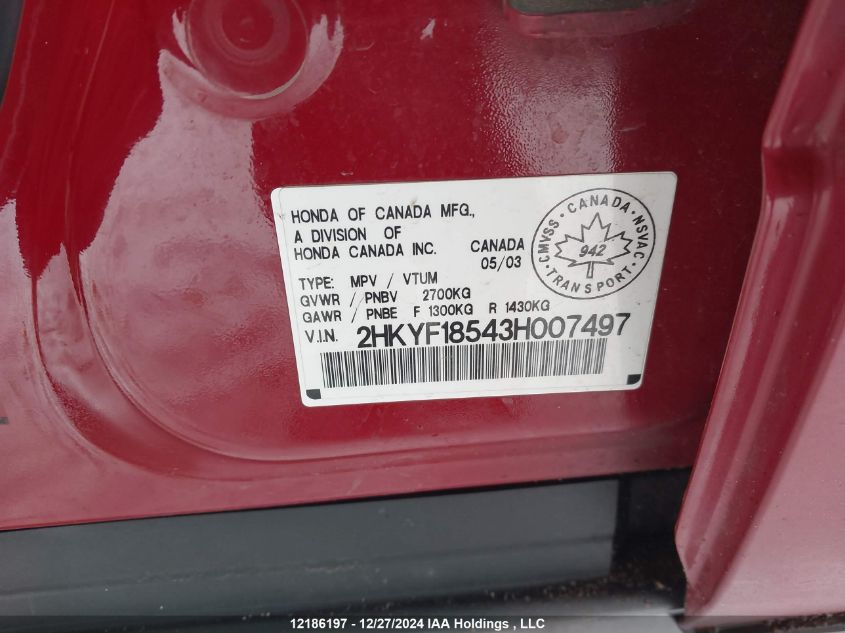 HONDA OF CANADA MFG.,
A DIVISION OF
HONDA CANADA INC.
CANADA
05/03
CMVSS · CANADA · NSVAC
942
· TRANSPORT ·
TYPE: MPV / VTUM
GVWR / PNBV 2700KG
GAWR / PNBE F 1300KG R 1430KG
V.I.N. 2HKYF18543H007497
12186197 - 12/27/2024 IAA Holdings , LLC